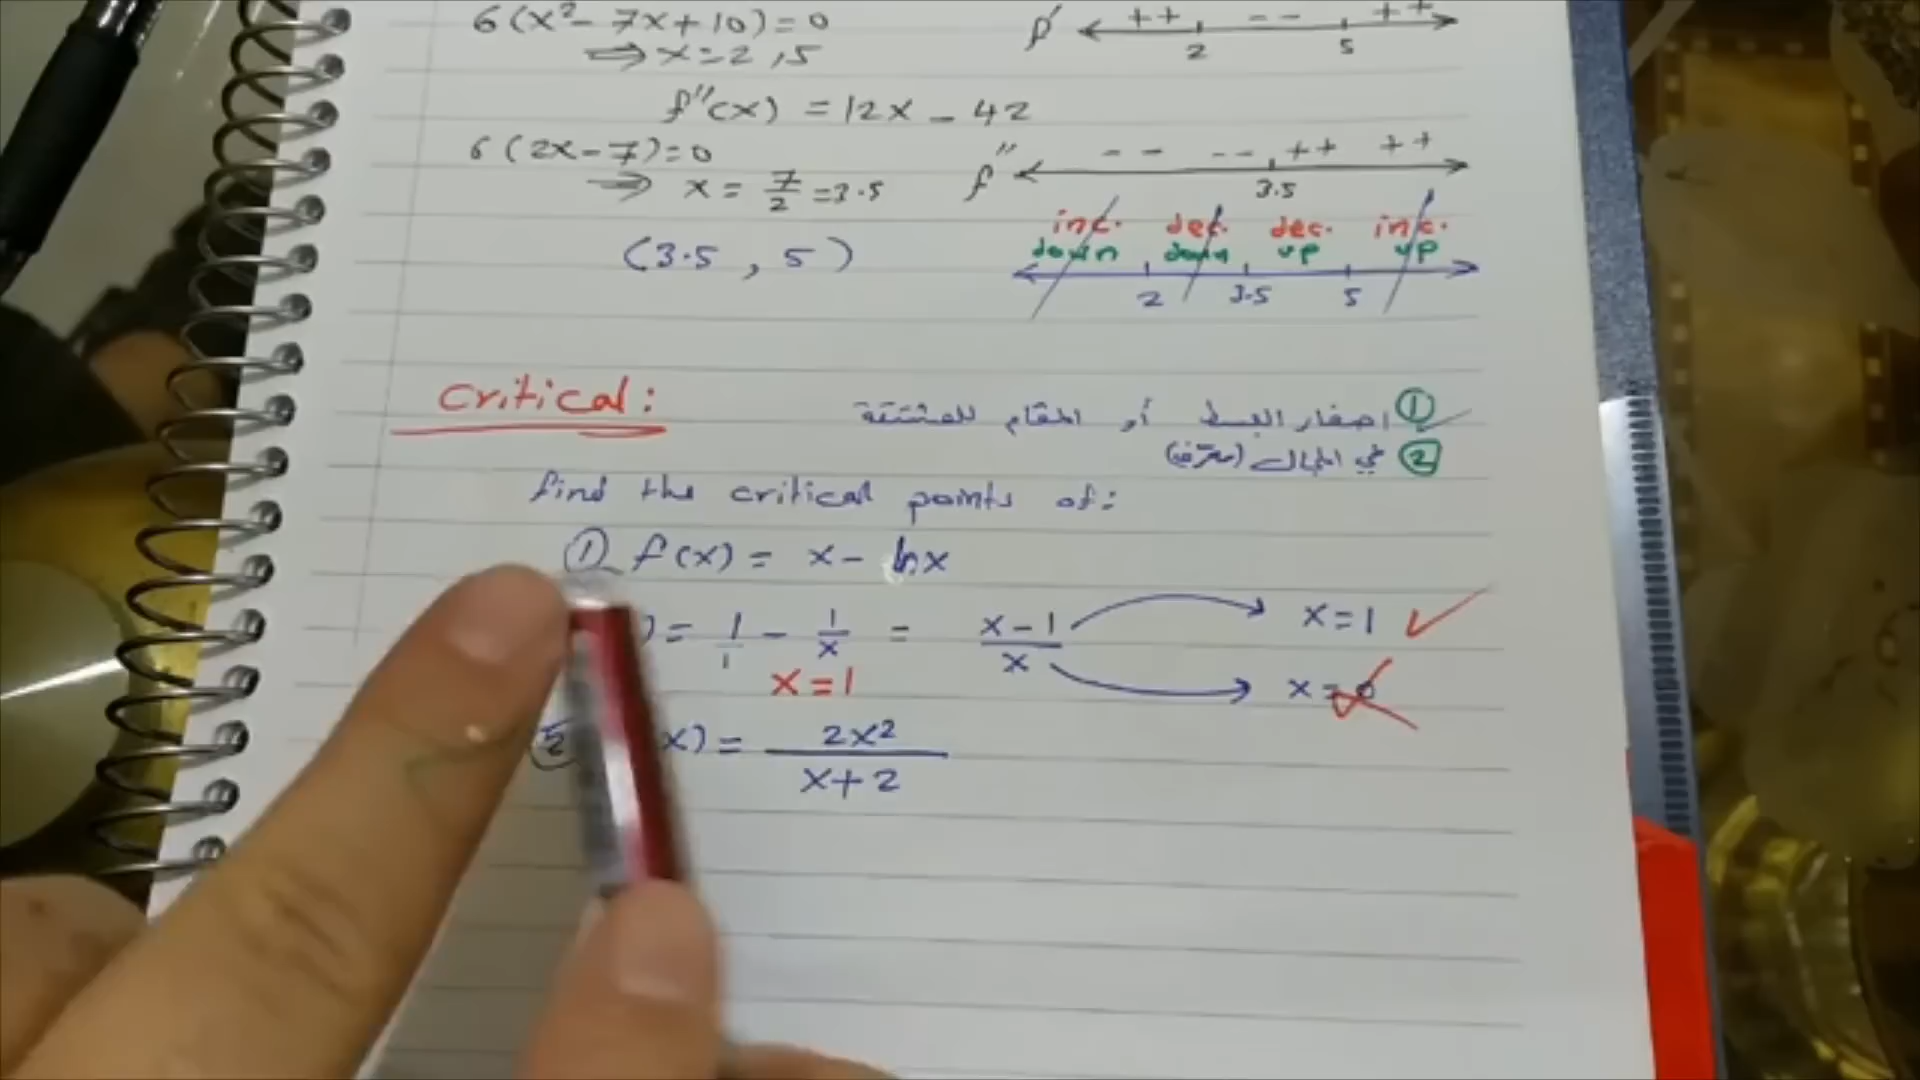 6(x²-7x+10)=0
f' ++ -- ++
⇒ x=2,5
2 5
f''(x) = 12x - 42
6(2x-7)=0
f'' -- -- ++ ++
⇒ x = 7/2 = 3.5
3.5
inc. dec. dec. inc.
down down up up
(3.5 , 5)
2 3.5 5
Critical:
① اصفار البسط أو المقام للمشتقة
② في المجال (معرّفة)
find the critical points of:
① f(x) = x - lnx
) = 1/1 - 1/x = (x-1)/x x=1 ✓
x=1 x=0
② x) = 2x²/(x+2)